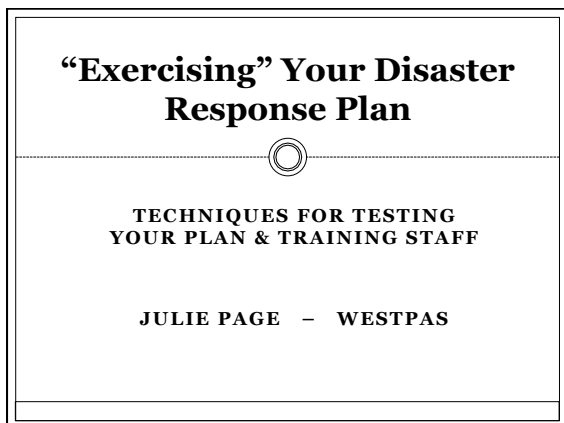 “Exercising” Your Disaster
Response Plan
TECHNIQUES FOR TESTING
YOUR PLAN & TRAINING STAFF
JULIE PAGE – WESTPAS